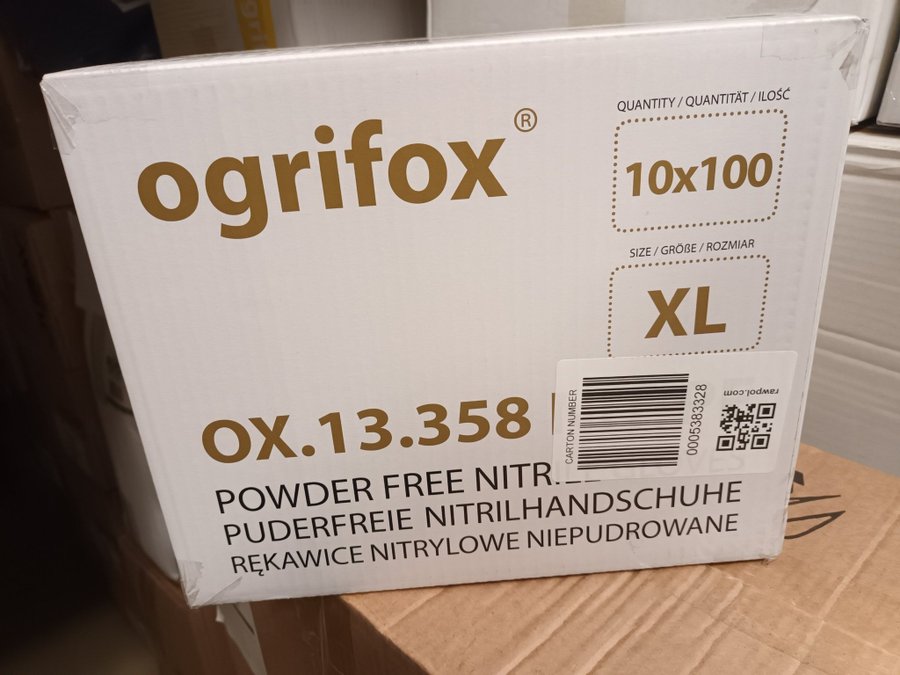 ogrifox®
QUANTITY / QUANTITÄT / ILOŚĆ
10x100
SIZE / GRÖßE / ROZMIAR
XL
OX.13.358
CARTON NUMBER
0005383328
rawpol.com
POWDER FREE
PUDERFREIE NITRILHANDSCHUHE
RĘKAWICE NITRYLOWE NIEPUDROWANE